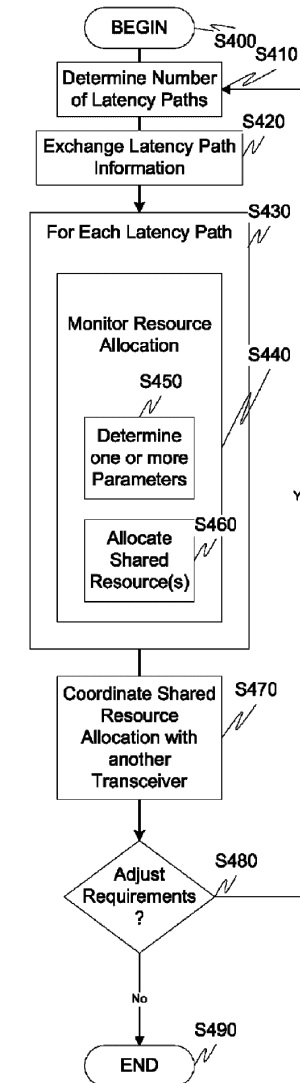 BEGIN
S400
S410
Determine Number
of Latency Paths
S420
Exchange Latency Path
Information
S430
For Each Latency Path
Monitor Resource
Allocation
S440
S450
Determine
one or more
Parameters
S460
Allocate
Shared
Resource(s)
S470
Coordinate Shared
Resource
Allocation with
another
Transceiver
S480
Adjust
Requirements
?
Y
No
S490
END